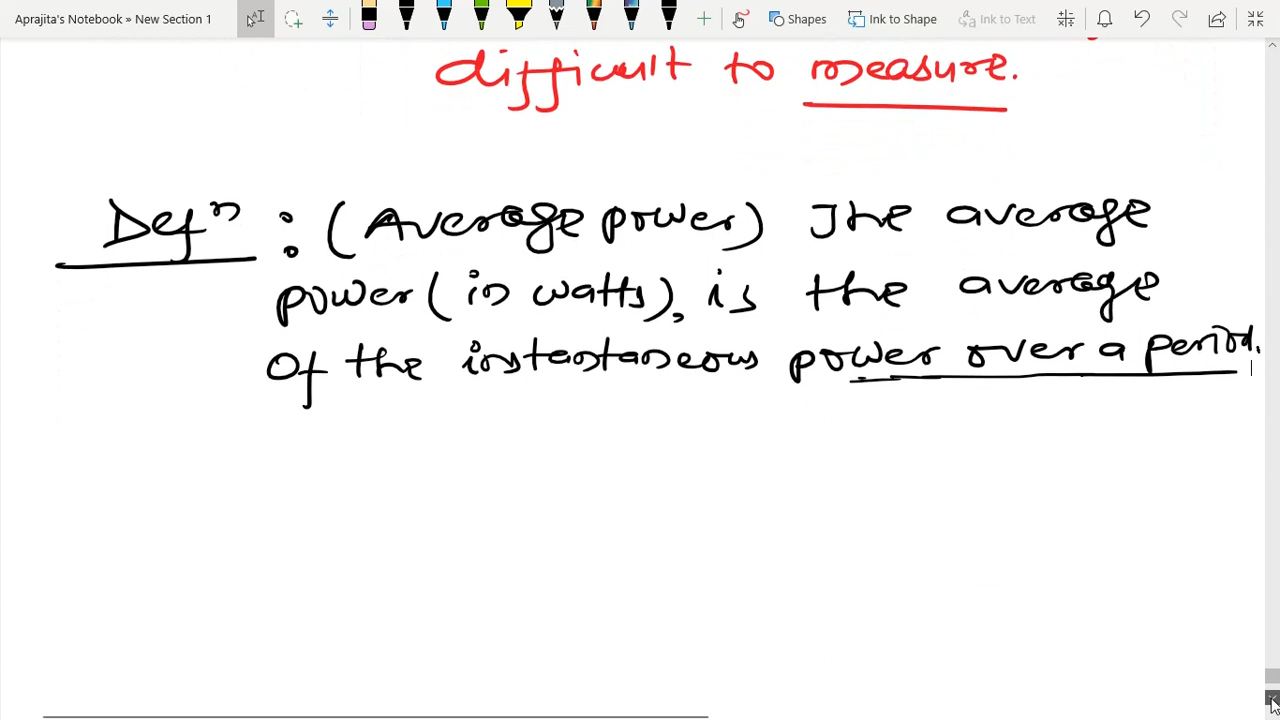 Aprajita's Notebook » New Section 1
Shapes
Ink to Shape
Ink to Text
difficult to measure.
Defn : (Average power) The average
power (in watts), is the average
Of the instantaneous power over a period.